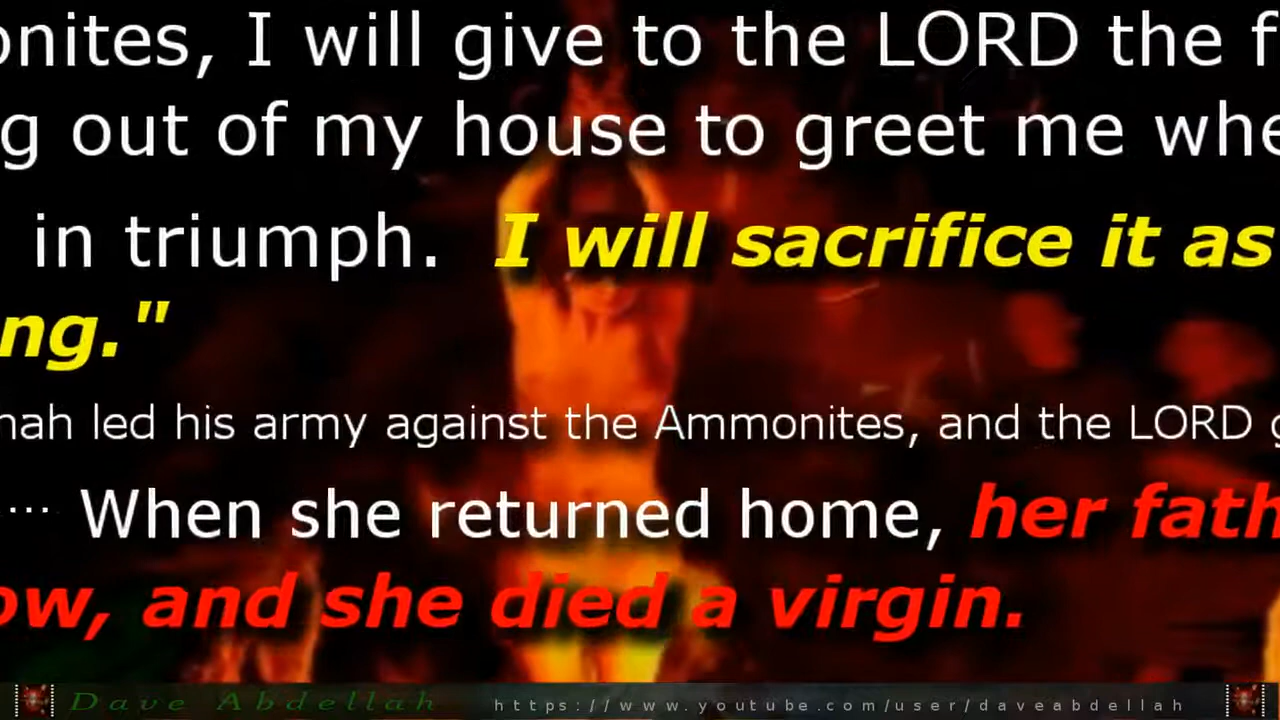 onites, I will give to the LORD the f
g out of my house to greet me whe
in triumph. I will sacrifice it as
ng."
nah led his army against the Ammonites, and the LORD g
... When she returned home, her fath
ow, and she died a virgin.
Dave Abdellah https://www.youtube.com/user/daveabdellah